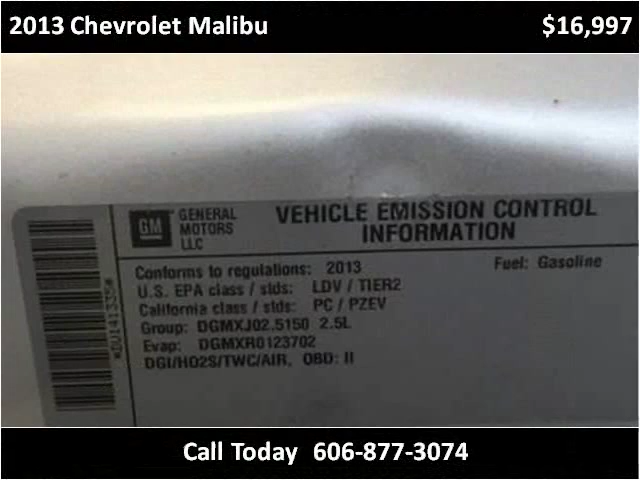 2013 Chevrolet Malibu $16,997
GM GENERAL MOTORS LLC
VEHICLE EMISSION CONTROL
INFORMATION
Conforms to regulations: 2013 Fuel: Gasoline
U.S. EPA class / stds: LDV / TIER2
California class / stds: PC / PZEV
Group: DGMXJ02.5150 2.5L
Evap: DGMXR0123702
DGI/HO2S/TWC/AIR, OBD: II
*DU141335*
Call Today 606-877-3074